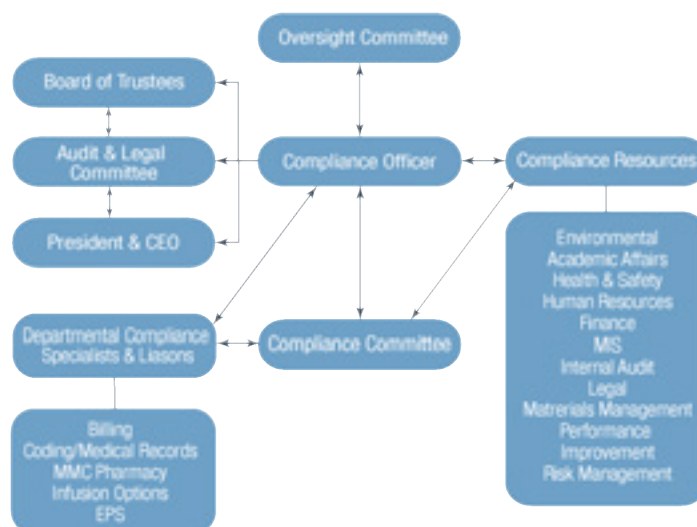 Oversight Committee
Board of Trustees
Audit & Legal
Committee
Compliance Officer
Compliance Resources
President & CEO
Environmental
Academic Affairs
Health & Safety
Human Resources
Finance
MIS
Internal Audit
Legal
Matrerials Management
Performance
Improvement
Risk Management
Departmental Compliance
Specialists & Liasons
Compliance Committee
Billing
Coding/Medical Records
MMC Pharmacy
Infusion Options
EPS